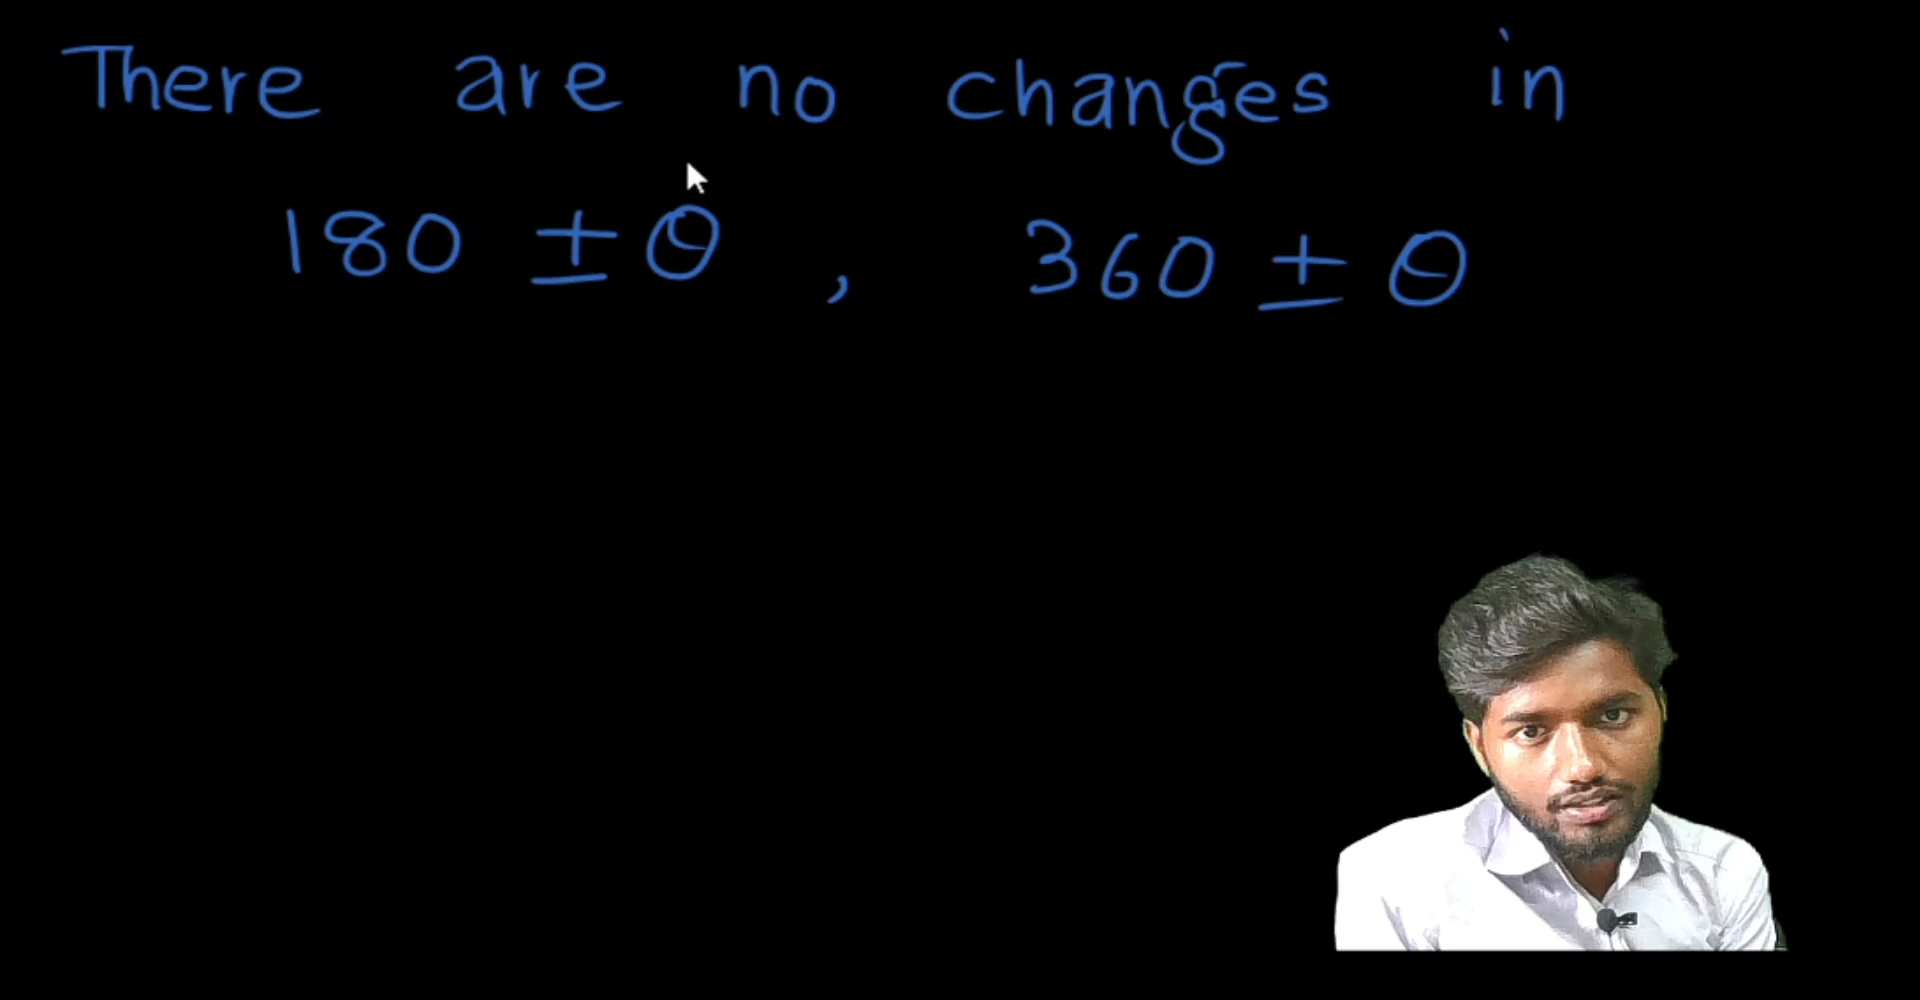 There are no changes in
180 ± θ , 360 ± θ